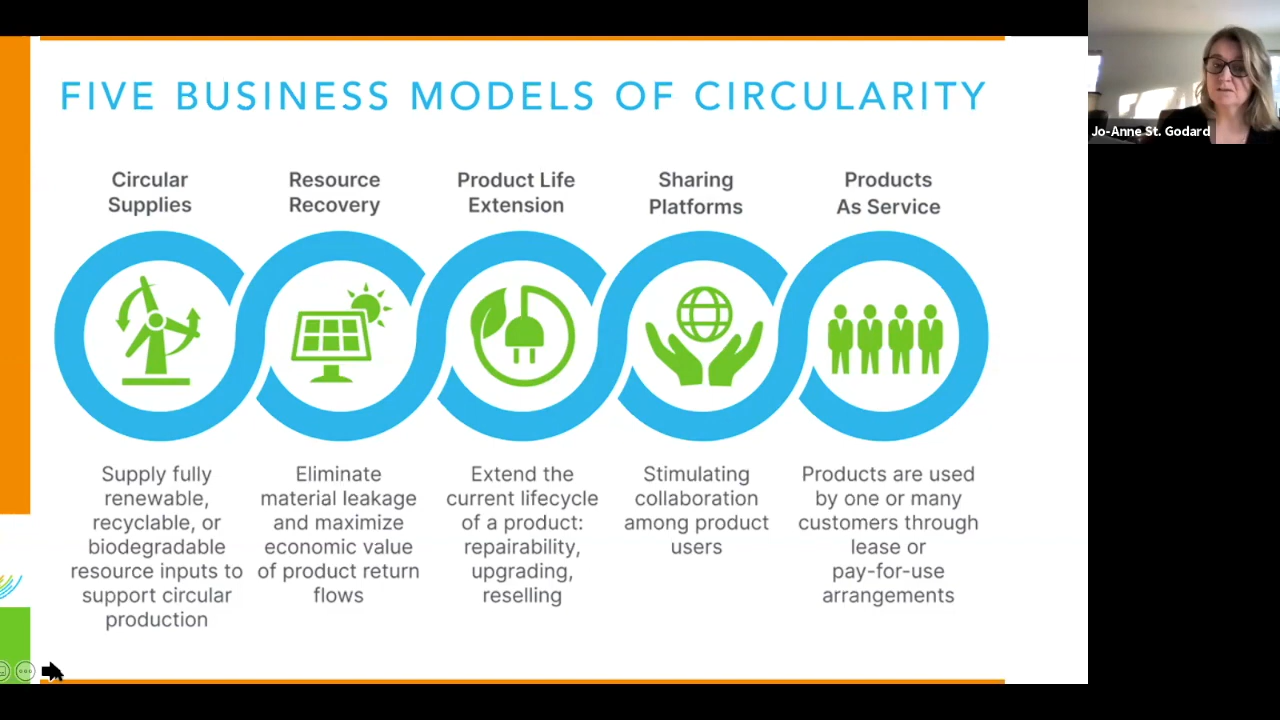 FIVE BUSINESS MODELS OF CIRCULARITY
Circular
Supplies
Resource
Recovery
Product Life
Extension
Sharing
Platforms
Products
As Service
Supply fully
renewable,
recyclable, or
biodegradable
resource inputs to
support circular
production
Eliminate
material leakage
and maximize
economic value
of product return
flows
Extend the
current lifecycle
of a product:
repairability,
upgrading,
reselling
Stimulating
collaboration
among product
users
Products are used
by one or many
customers through
lease or
pay-for-use
arrangements
Jo-Anne St. Godard